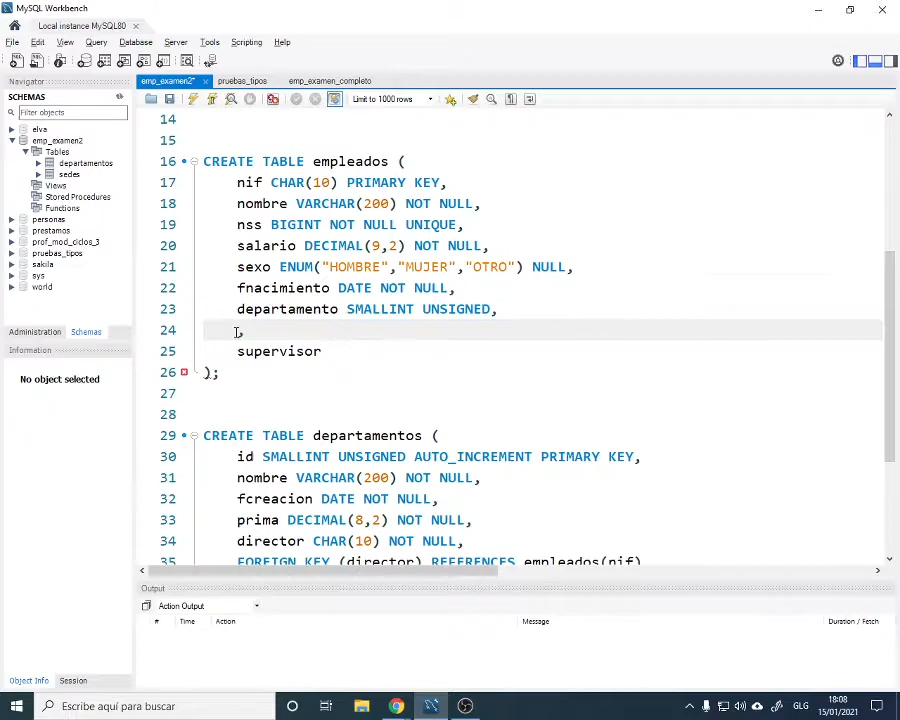 MySQL Workbench
Local instance MySQL80
File Edit View Query Database Server Tools Scripting Help
Navigator
SCHEMAS
Filter objects
elva
emp_examen2
Tables
departamentos
sedes
Views
Stored Procedures
Functions
personas
prestamos
prof_mod_ciclos_3
pruebas_tipos
sakila
sys
world
Administration Schemas
Information
No object selected
Object Info Session
emp_examen2* pruebas_tipos emp_examen_completo
Limit to 1000 rows
14
15
16 CREATE TABLE empleados (
17 nif CHAR(10) PRIMARY KEY,
18 nombre VARCHAR(200) NOT NULL,
19 nss BIGINT NOT NULL UNIQUE,
20 salario DECIMAL(9,2) NOT NULL,
21 sexo ENUM("HOMBRE","MUJER","OTRO") NULL,
22 fnacimiento DATE NOT NULL,
23 departamento SMALLINT UNSIGNED,
24 ,
25 supervisor
26 );
27
28
29 CREATE TABLE departamentos (
30 id SMALLINT UNSIGNED AUTO_INCREMENT PRIMARY KEY,
31 nombre VARCHAR(200) NOT NULL,
32 fcreacion DATE NOT NULL,
33 prima DECIMAL(8,2) NOT NULL,
34 director CHAR(10) NOT NULL,
35 FOREIGN KEY (director) REFERENCES empleados(nif)
Output
Action Output
# Time Action Message Duration / Fetch
Escribe aquí para buscar
GLG
18:08
15/01/2021